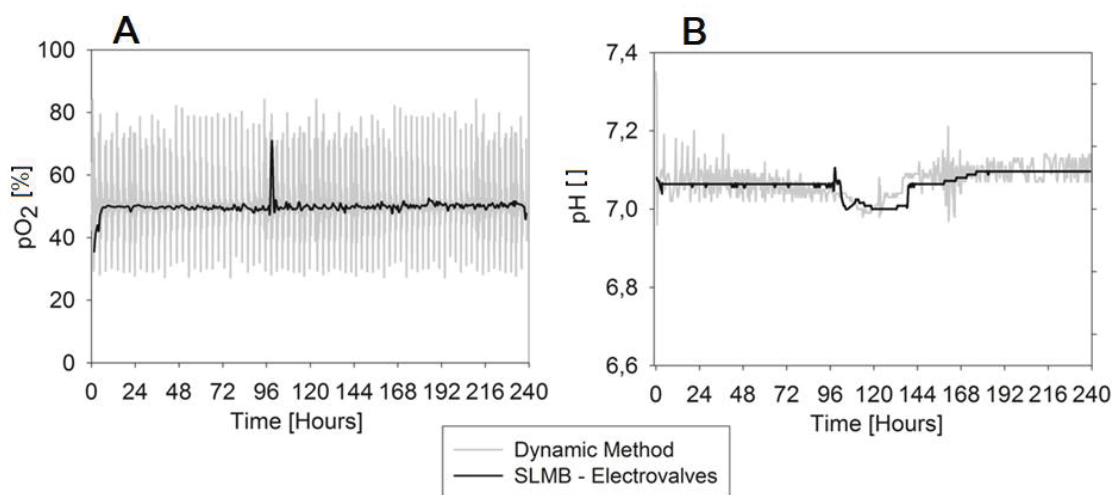 A
100
80
60
40
20
0
pO2 [%]
0 24 48 72 96 120 144 168 192 216 240
Time [Hours]
B
7,4
7,2
7,0
6,8
6,6
pH [ ]
0 24 48 72 96 120 144 168 192 216 240
Time [Hours]
Dynamic Method
SLMB - Electrovalves